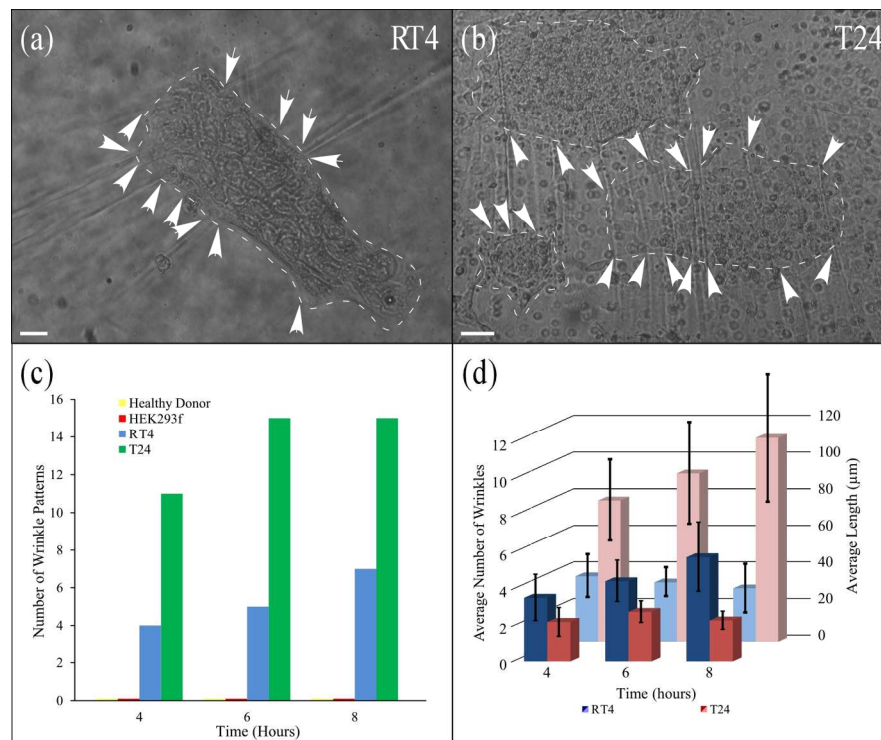 (a)
RT4
(b)
T24
(c)
16
14
12
10
8
6
4
2
0
Number of Wrinkle Patterns
Healthy Donor
HEK293f
RT4
T24
4
6
8
Time (Hours)
(d)
12
10
8
6
4
2
0
Average Number of Wrinkles
120
100
80
60
40
20
0
Average Length (μm)
4
6
8
Time (hours)
RT4
T24